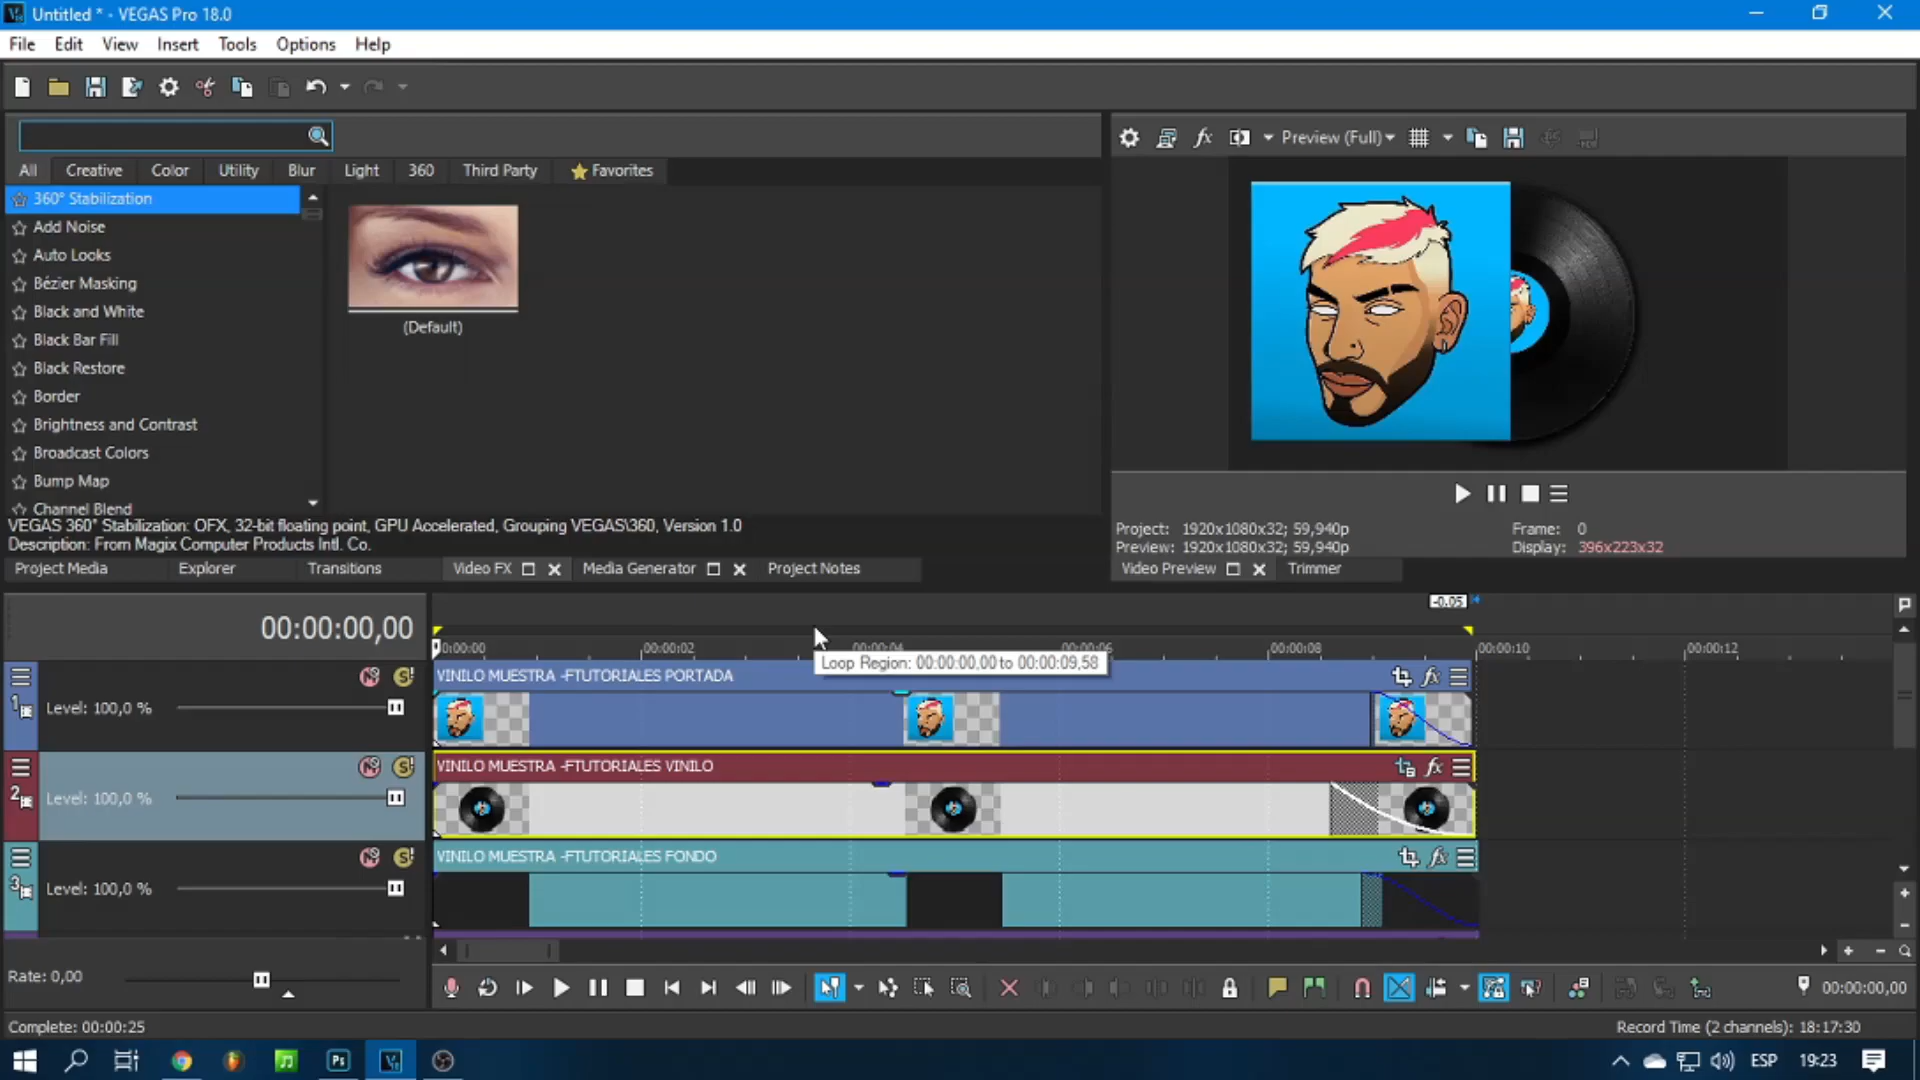 Untitled * - VEGAS Pro 18.0
File Edit View Insert Tools Options Help
Preview (Full)
All Creative Color Utility Blur Light 360 Third Party Favorites
360° Stabilization
Add Noise
Auto Looks
Bézier Masking
Black and White
Black Bar Fill
Black Restore
Border
Brightness and Contrast
Broadcast Colors
Bump Map
Channel Blend
(Default)
VEGAS 360° Stabilization: OFX, 32-bit floating point, GPU Accelerated, Grouping VEGAS\360, Version 1.0
Description: From Magix Computer Products Intl. Co.
Project: 1920x1080x32; 59,940p Frame: 0
Preview: 1920x1080x32; 59,940p Display: 396x223x32
Project Media Explorer Transitions Video FX Media Generator Project Notes Video Preview Trimmer
-0.05
00:00:00,00
0:00:00 00:00:02 00:00:04 00:00:06 00:00:08 00:00:10 00:00:12
Loop Region: 00:00:00,00 to 00:00:09,58
VINILO MUESTRA -FTUTORIALES PORTADA
1 Level: 100,0 %
VINILO MUESTRA -FTUTORIALES VINILO
2 Level: 100,0 %
VINILO MUESTRA -FTUTORIALES FONDO
3 Level: 100,0 %
Rate: 0,00
00:00:00,00
Complete: 00:00:25 Record Time (2 channels): 18:17:30
Ps ESP 19:23